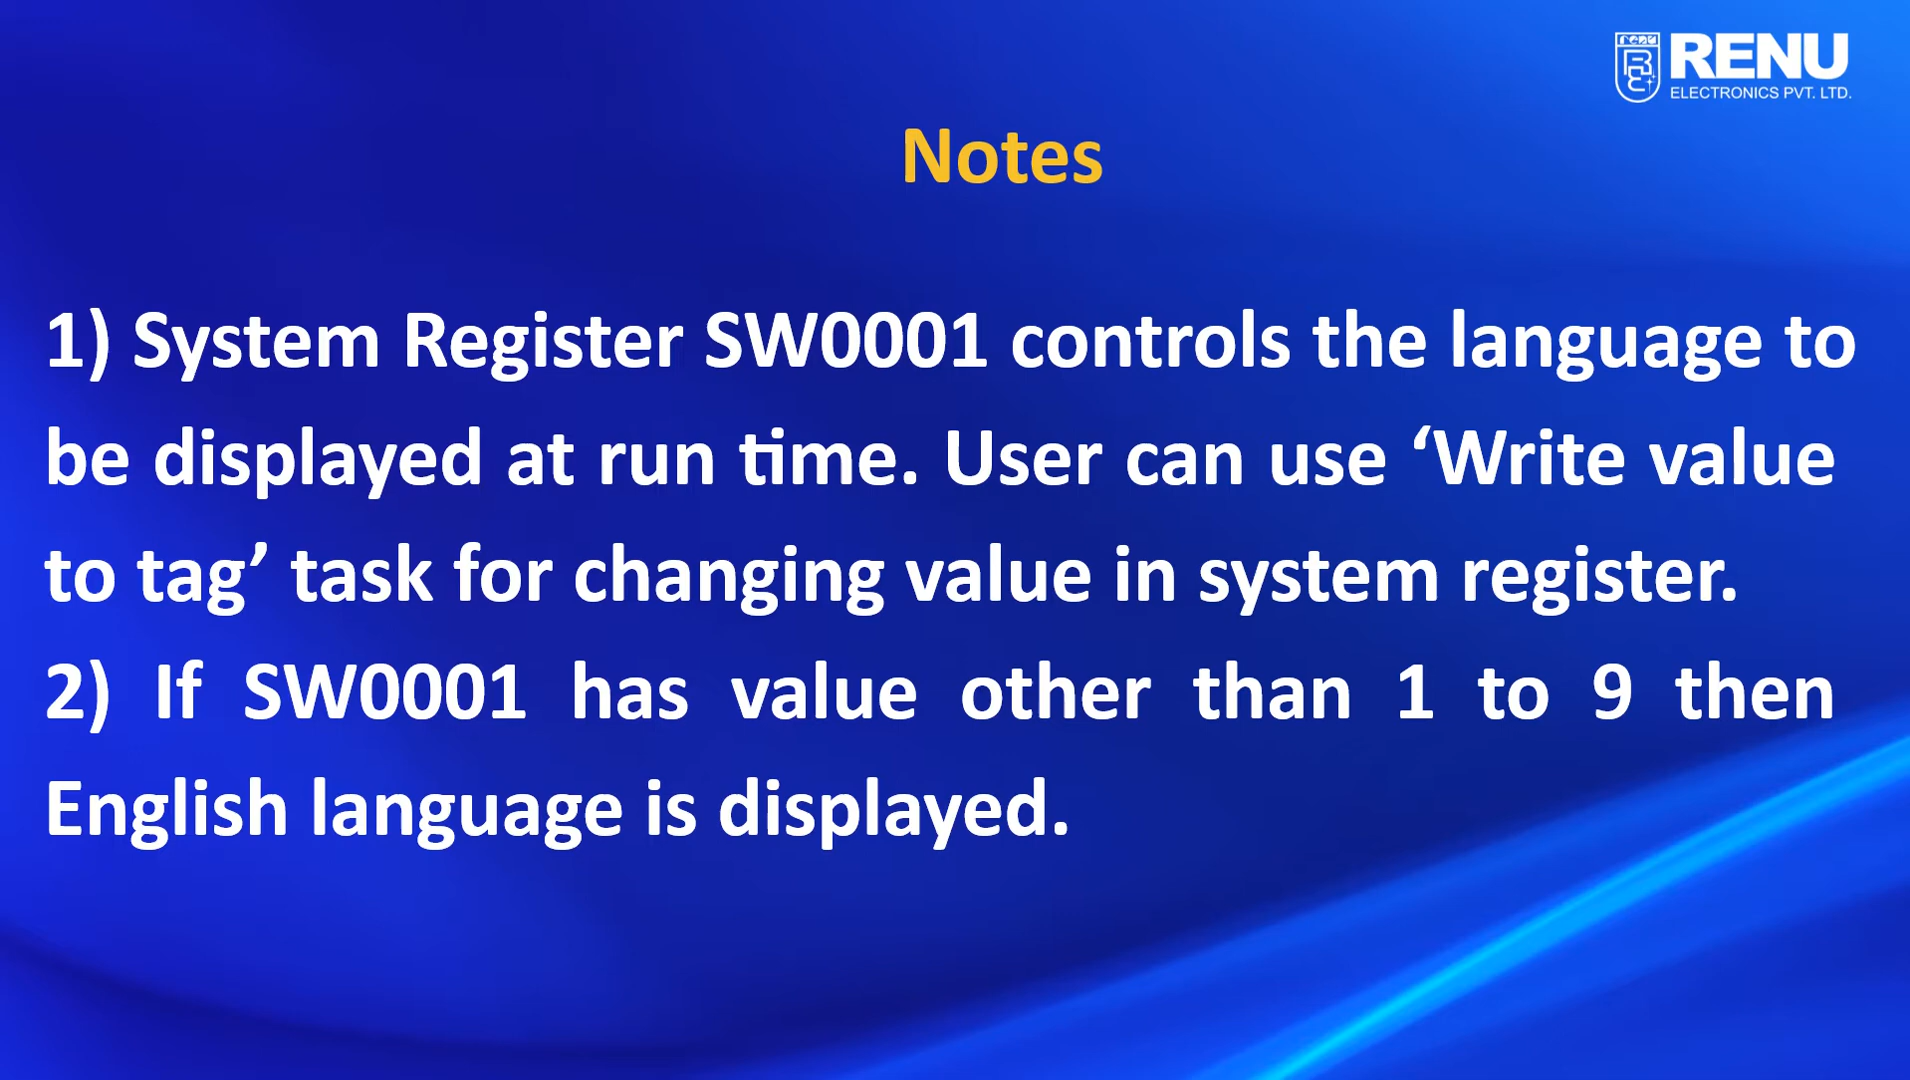 renu
RENU
ELECTRONICS PVT. LTD.
Notes
1) System Register SW0001 controls the language to
be displayed at run time. User can use ‘Write value
to tag’ task for changing value in system register.
2) If SW0001 has value other than 1 to 9 then
English language is displayed.